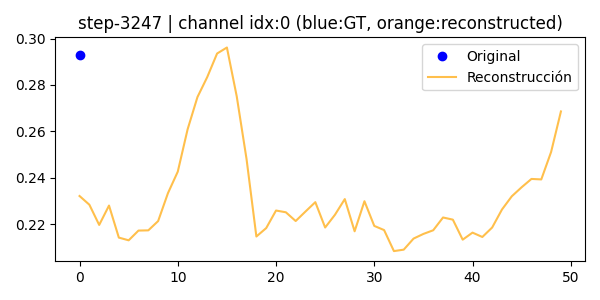 step-3247 | channel idx:0 (blue:GT, orange:reconstructed)
Original
Reconstrucción
0.30
0.28
0.26
0.24
0.22
0 10 20 30 40 50